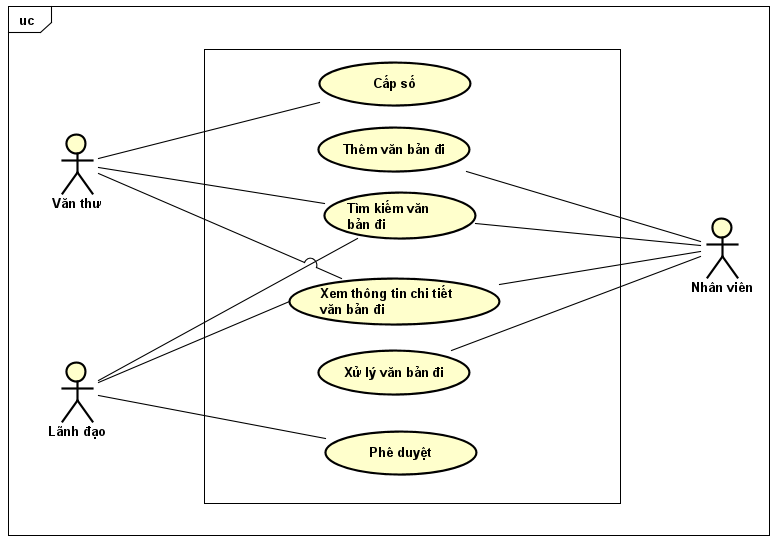 uc
Cấp số
Thêm văn bản đi
Văn thư
Tìm kiếm văn
bản đi
Nhân viên
Xem thông tin chi tiết
văn bản đi
Xử lý văn bản đi
Lãnh đạo
Phê duyệt